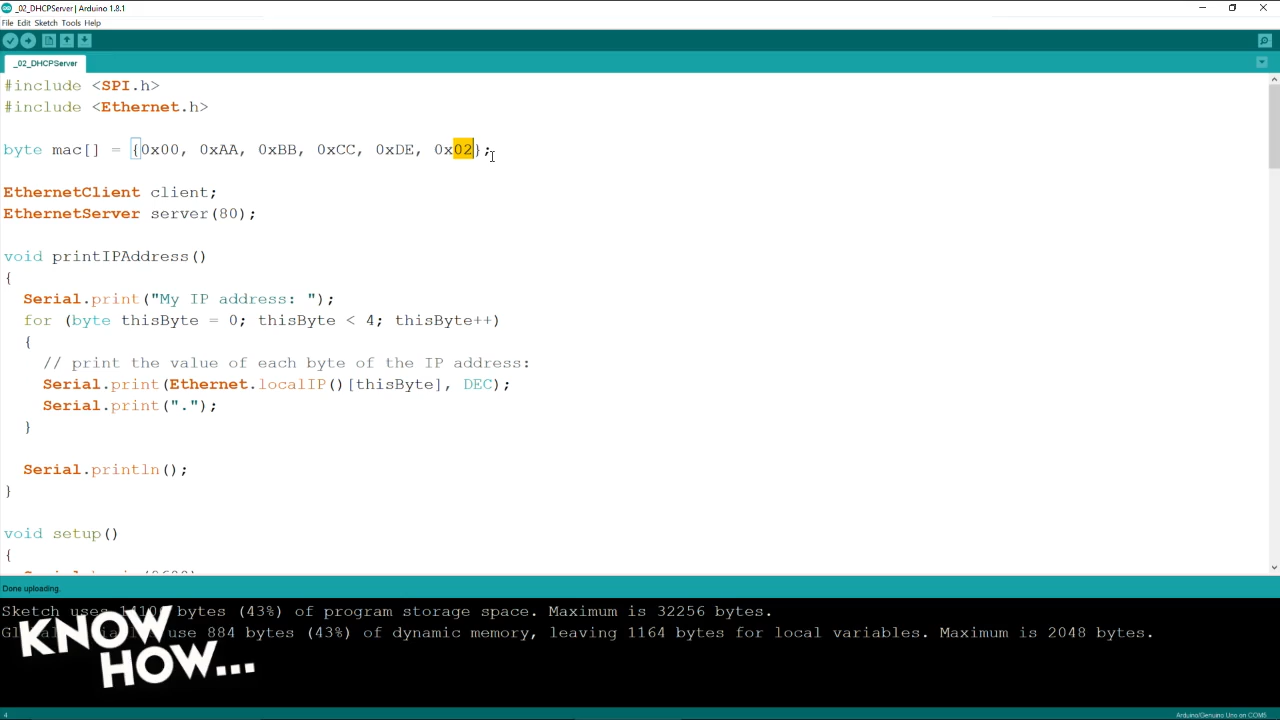 _02_DHCPServer | Arduino 1.8.1
File Edit Sketch Tools Help
_02_DHCPServer
#include <SPI.h>
#include <Ethernet.h>
byte mac[] = {0x00, 0xAA, 0xBB, 0xCC, 0xDE, 0x02};
EthernetClient client;
EthernetServer server(80);
void printIPAddress()
{
Serial.print("My IP address: ");
for (byte thisByte = 0; thisByte < 4; thisByte++)
{
// print the value of each byte of the IP address:
Serial.print(Ethernet.localIP()[thisByte], DEC);
Serial.print(".");
}
Serial.println();
}
void setup()
{
Done uploading.
Sketch uses bytes (43%) of program storage space. Maximum is 32256 bytes.
use 884 bytes (43%) of dynamic memory, leaving 1164 bytes for local variables. Maximum is 2048 bytes.
KNOW
HOW...
4
Arduino/Genuino Uno on COM5